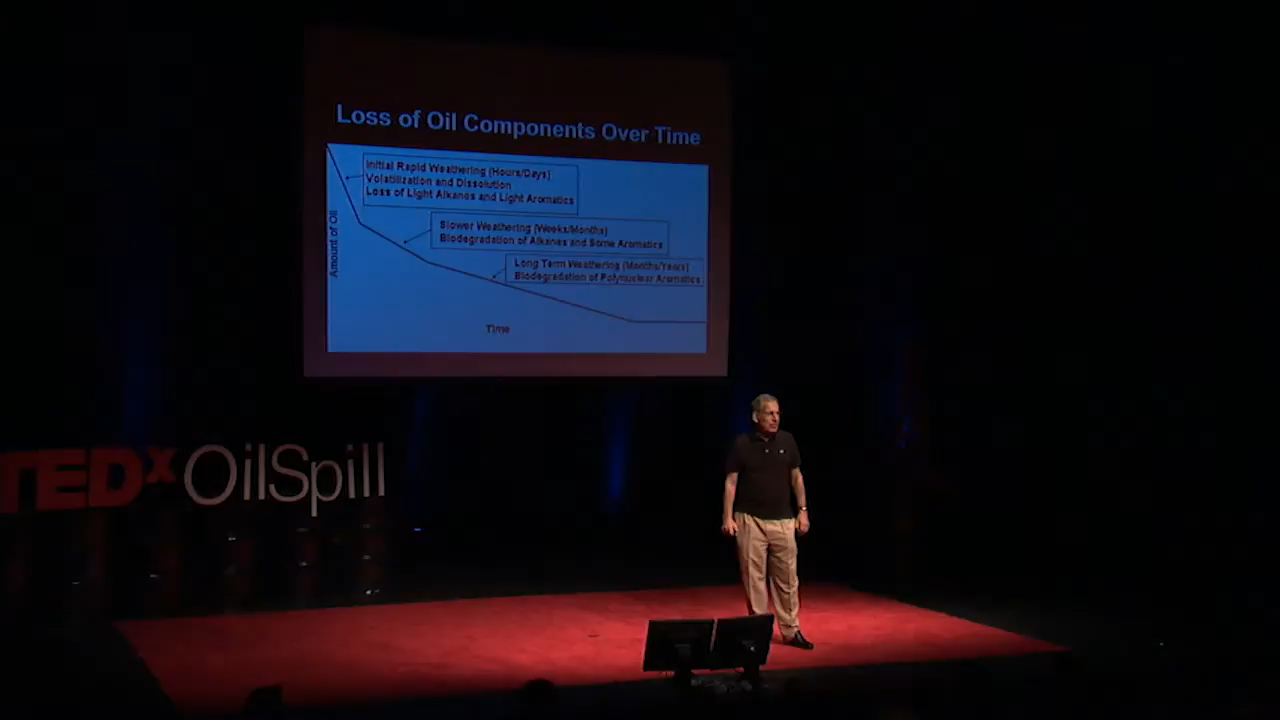 Loss of Oil Components Over Time
Initial Rapid Weathering (Hours/Days)
Volatilization and Dissolution
Loss of Light Alkanes and Light Aromatics
Slower Weathering (Weeks/Months)
Biodegradation of Alkanes and Some Aromatics
Long Term Weathering (Months/Years)
Biodegradation of Polynuclear Aromatics
Amount of Oil
Time
TEDx OilSpill